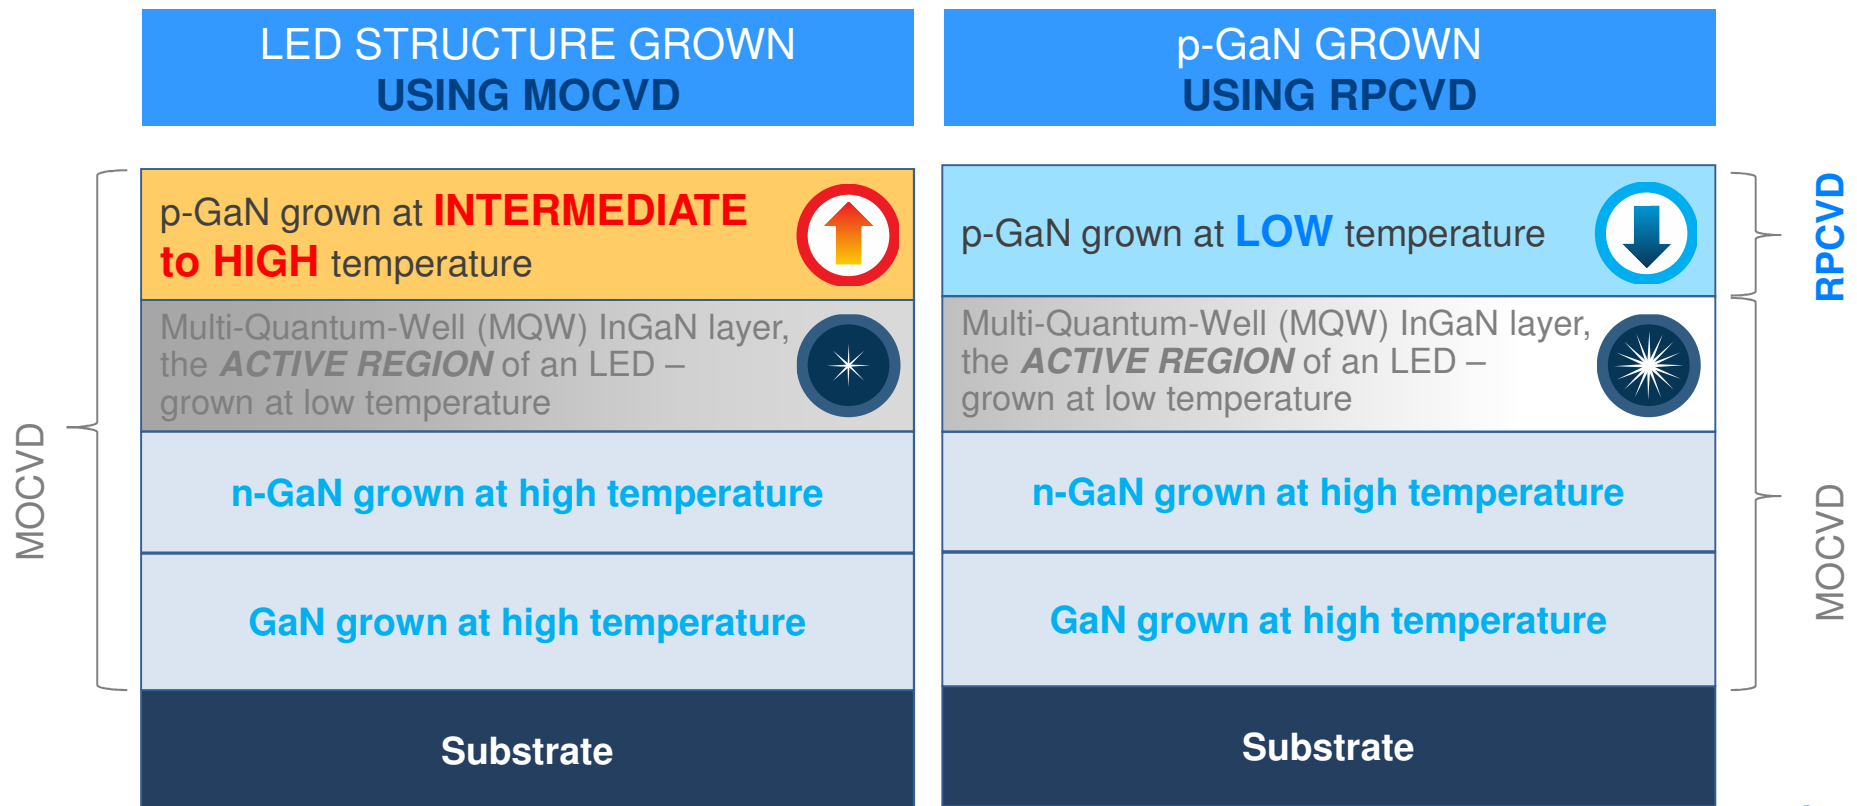 LED STRUCTURE GROWN
USING MOCVD
p-GaN GROWN
USING RPCVD
MOCVD
p-GaN grown at INTERMEDIATE
to HIGH temperature
Multi-Quantum-Well (MQW) InGaN layer,
the ACTIVE REGION of an LED –
grown at low temperature
n-GaN grown at high temperature
GaN grown at high temperature
Substrate
p-GaN grown at LOW temperature
Multi-Quantum-Well (MQW) InGaN layer,
the ACTIVE REGION of an LED –
grown at low temperature
n-GaN grown at high temperature
GaN grown at high temperature
Substrate
RPCVD
MOCVD